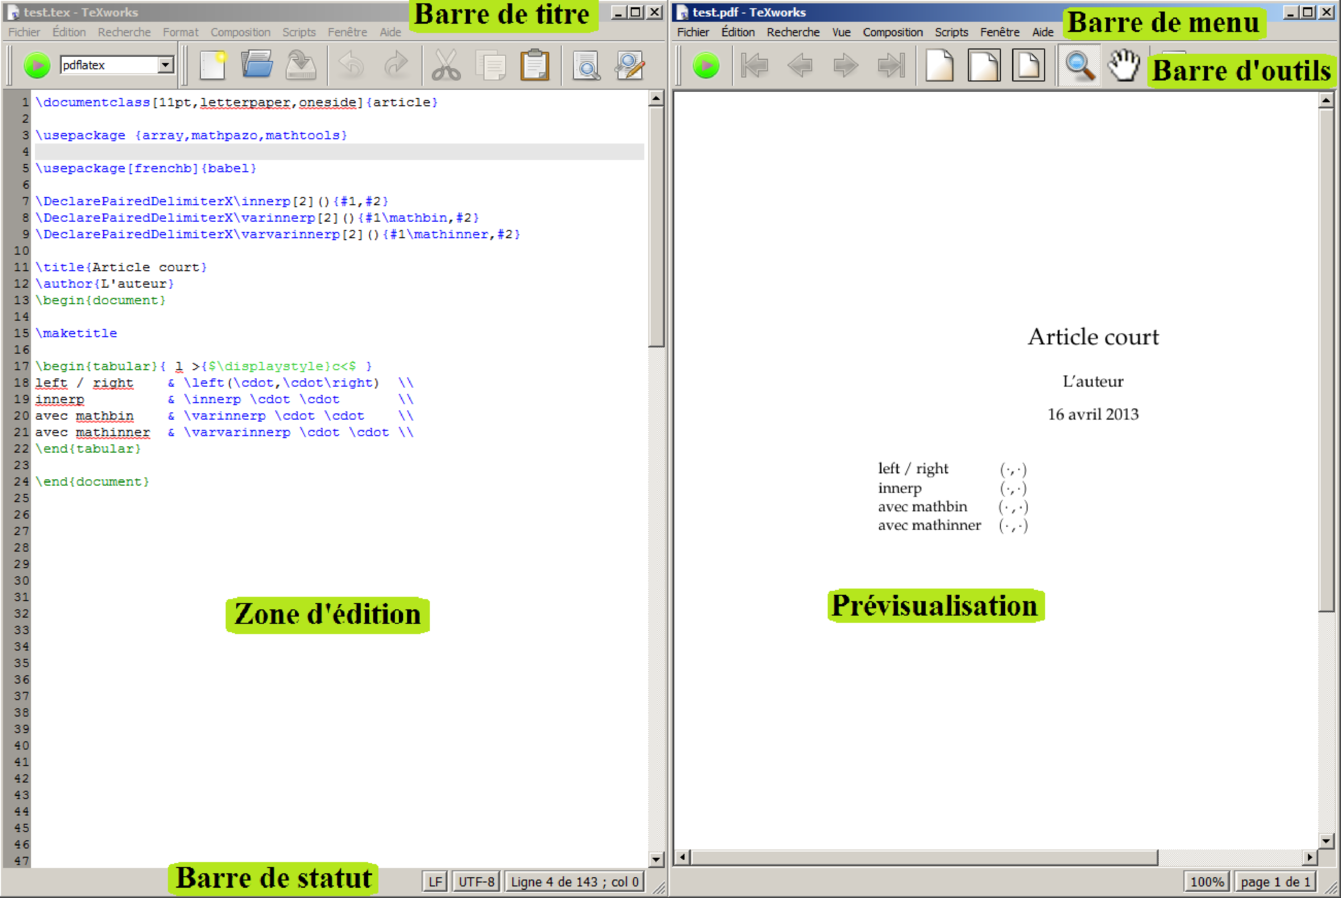 test.tex - TeXworks
Barre de titre
Fichier Édition Recherche Format Composition Scripts Fenêtre Aide
pdflatex
1 \documentclass[11pt,letterpaper,oneside]{article}
2
3 \usepackage {array,mathpazo,mathtools}
4
5 \usepackage[frenchb]{babel}
6
7 \DeclarePairedDelimiterX\innerp[2](){#1,#2}
8 \DeclarePairedDelimiterX\varinnerp[2](){#1\mathbin,#2}
9 \DeclarePairedDelimiterX\varvarinnerp[2](){#1\mathinner,#2}
10
11 \title{Article court}
12 \author{L'auteur}
13 \begin{document}
14
15 \maketitle
16
17 \begin{tabular}{ l >{$\displaystyle}c<$ }
18 left / right & \left(\cdot,\cdot\right) \\
19 innerp & \innerp \cdot \cdot \\
20 avec mathbin & \varinnerp \cdot \cdot \\
21 avec mathinner & \varvarinnerp \cdot \cdot \\
22 \end{tabular}
23
24 \end{document}
25
26
27
28
29
30
31
32
33
34
35
36
37
38
39
40
41
42
43
44
45
46
47
Zone d'édition
Barre de statut
LF UTF-8 Ligne 4 de 143 ; col 0
test.pdf - TeXworks
Barre de menu
Fichier Édition Recherche Vue Composition Scripts Fenêtre Aide
Barre d'outils
Article court
L'auteur
16 avril 2013
left / right (·,·)
innerp (·,·)
avec mathbin (· , ·)
avec mathinner (· , ·)
Prévisualisation
100% page 1 de 1